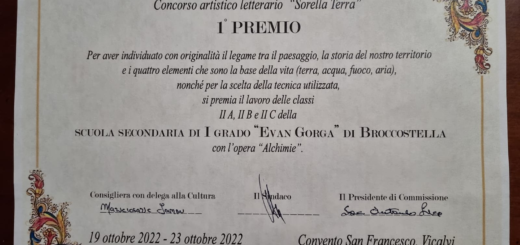 Concorso artistico letterario "Sorella Terra"
1° PREMIO
Per aver individuato con originalità il legame tra il paesaggio, la storia del nostro territorio
e i quattro elementi che sono la base della vita (terra, acqua, fuoco, aria),
nonché per la scelta della tecnica utilizzata,
si premia il lavoro delle classi
II A, II B e II C della
SCUOLA SECONDARIA DI I GRADO "EVAN GORGA" DI BROCCOSTELLA
con l'opera "Alchimie".
Consigliera con delega alla Cultura Il Sindaco Il Presidente di Commissione
19 ottobre 2022 - 23 ottobre 2022 Convento San Francesco, Vicalvi